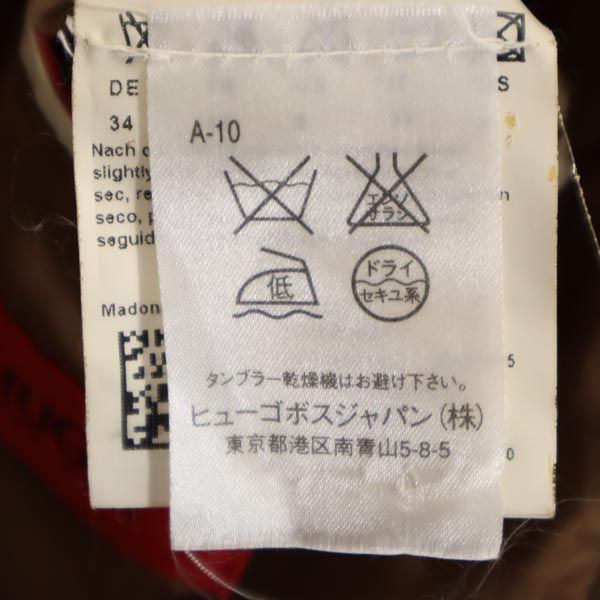 DE
S
34
A-10
Nach
slightly
sec, re
seco,
seguid
エンソ
サラシ
低
ドライ
セキユ系
Madon
5
タンブラー乾燥機はお避け下さい。
ヒューゴボスジャパン(株)
東京都港区南青山5-8-5
0